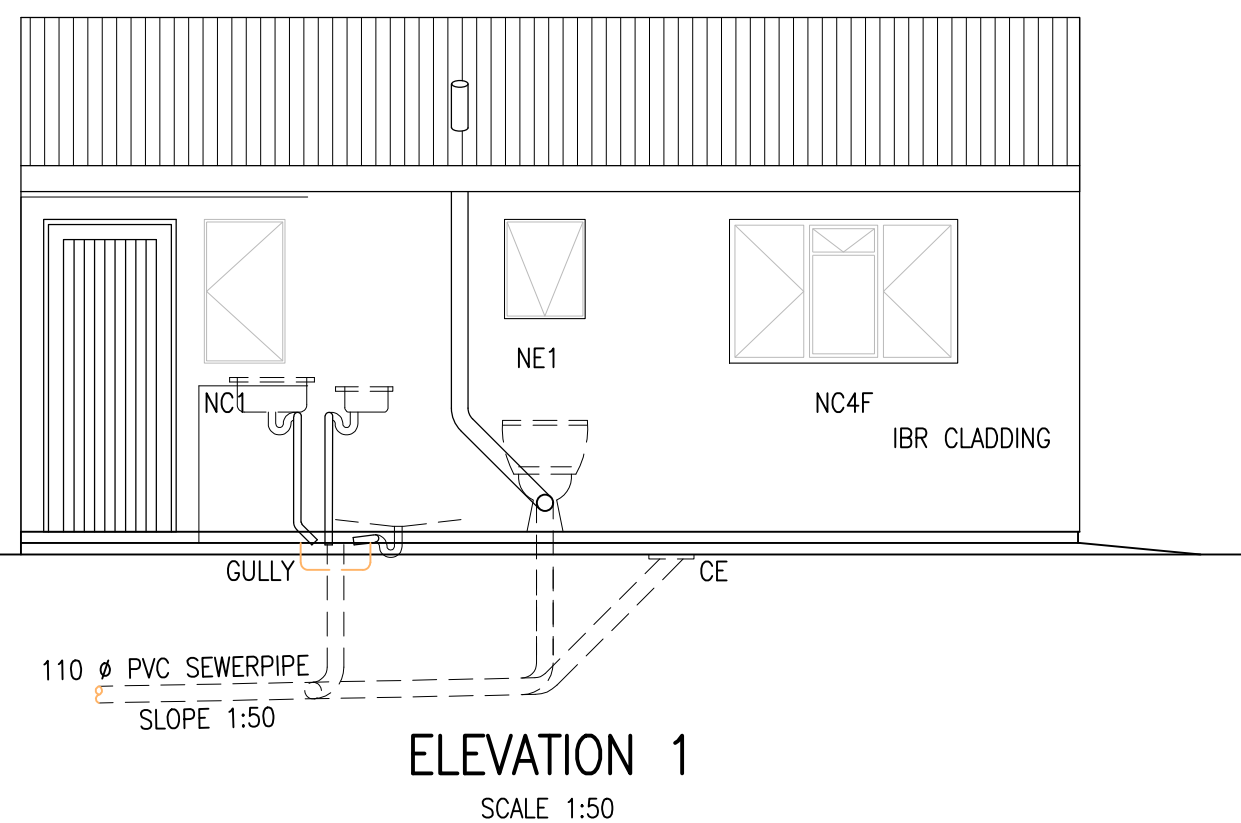 NE1
NC1
NC4F
IBR CLADDING
GULLY
CE
110 ø PVC SEWERPIPE
SLOPE 1:50
ELEVATION 1
SCALE 1:50